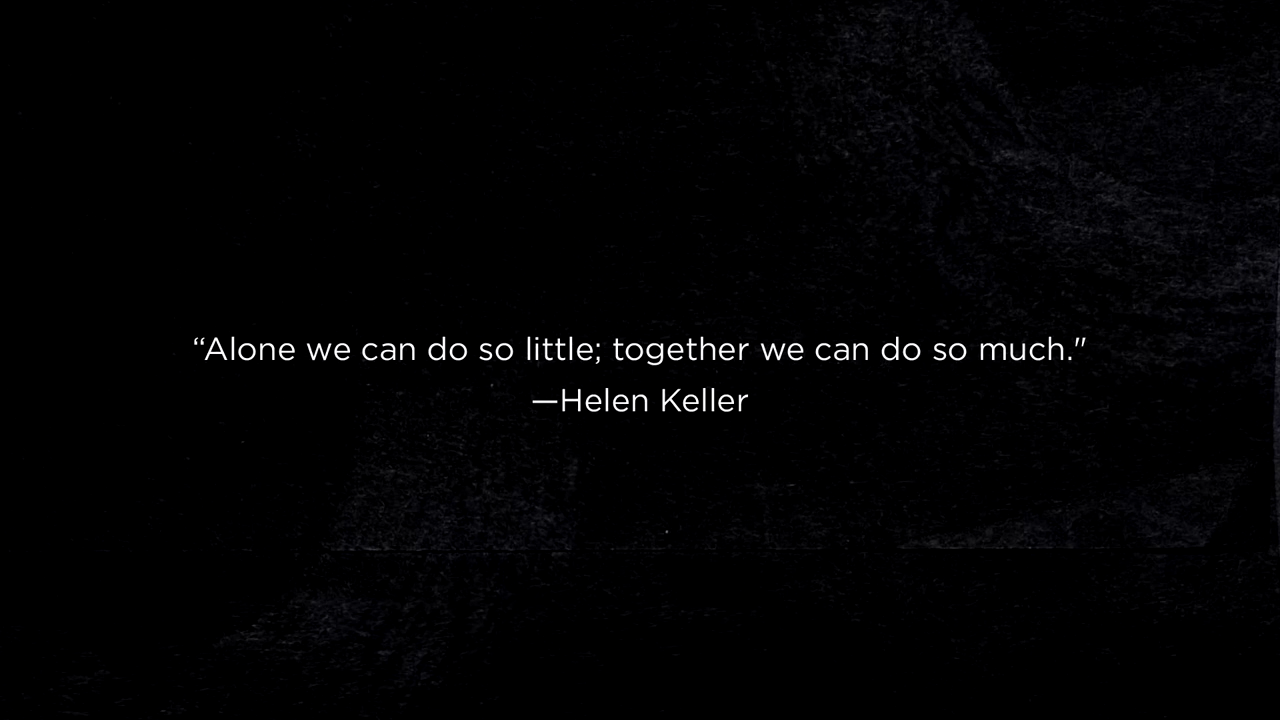 “Alone we can do so little; together we can do so much."
—Helen Keller